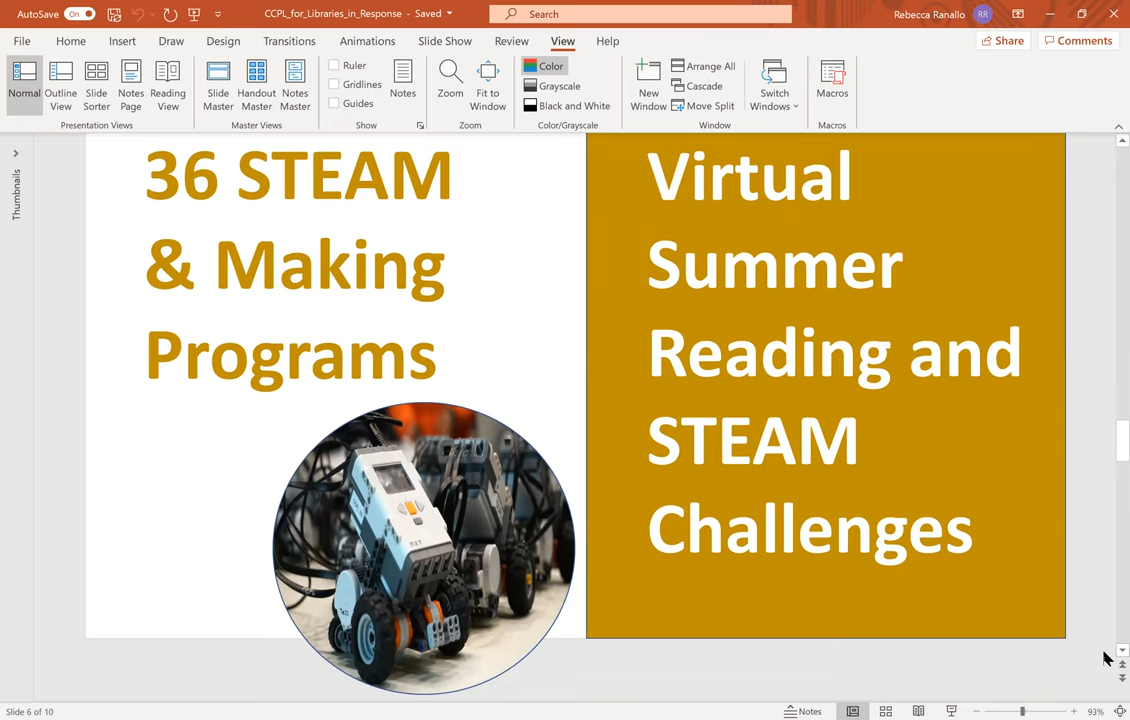 AutoSave On CCPL_for_Libraries_in_Response - Saved Search Rebecca Ranallo RR
File Home Insert Draw Design Transitions Animations Slide Show Review View Help Share Comments
Normal Outline View Slide Sorter Notes Page Reading View
Presentation Views
Slide Master Handout Master Notes Master
Master Views
Ruler
Gridlines
Guides
Notes
Show
Zoom Fit to Window
Zoom
Color
Grayscale
Black and White
Color/Grayscale
New Window
Arrange All
Cascade
Move Split
Switch Windows
Window
Macros
Macros
Thumbnails
36 STEAM
& Making
Programs
Virtual
Summer
Reading and
STEAM
Challenges
Slide 6 of 10 Notes 93%